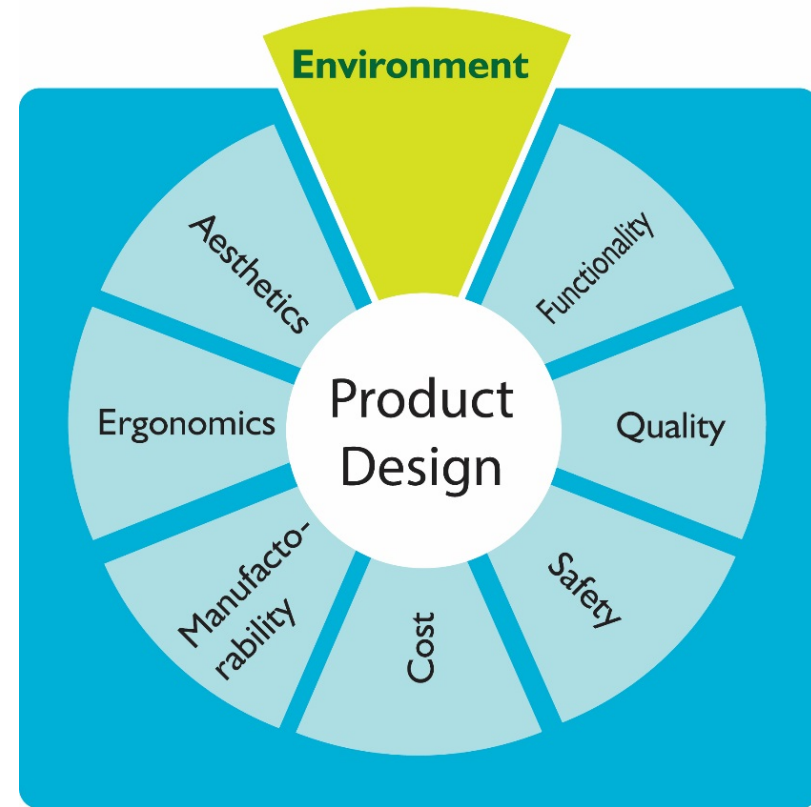 Environment
Functionality
Quality
Safety
Cost
Manufacto-
rability
Ergonomics
Aesthetics
Product
Design